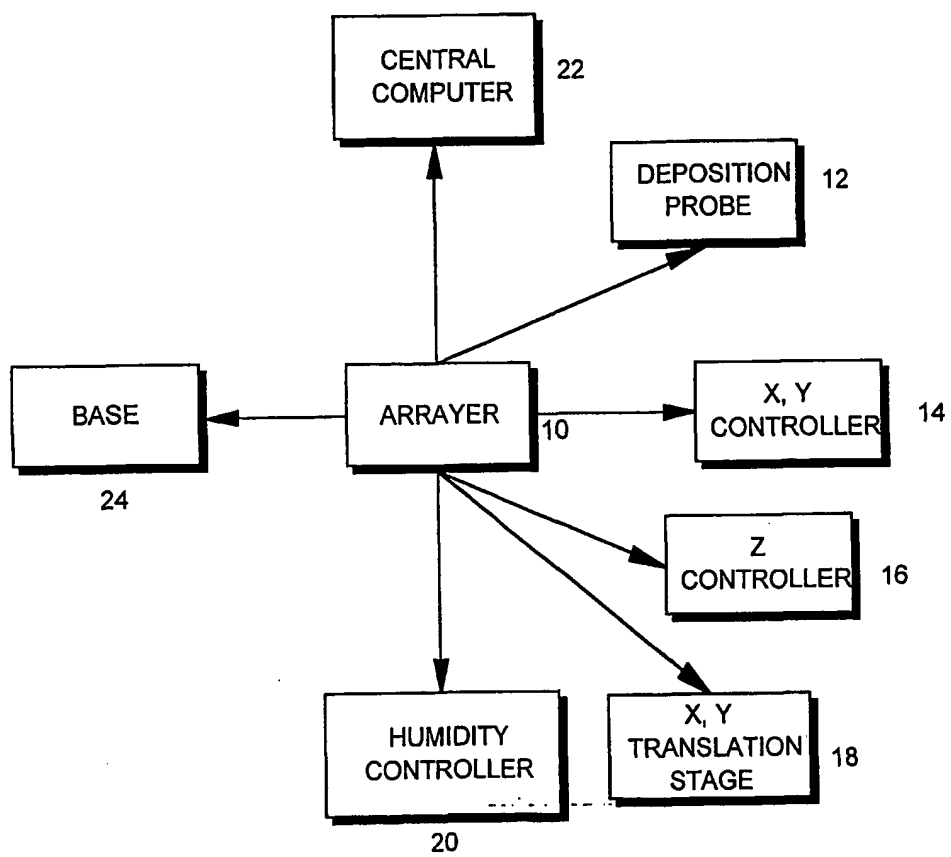 CENTRAL
COMPUTER
22
DEPOSITION
PROBE
12
BASE
24
ARRAYER
10
X, Y
CONTROLLER
14
Z
CONTROLLER
16
HUMIDITY
CONTROLLER
20
X, Y
TRANSLATION
STAGE
18